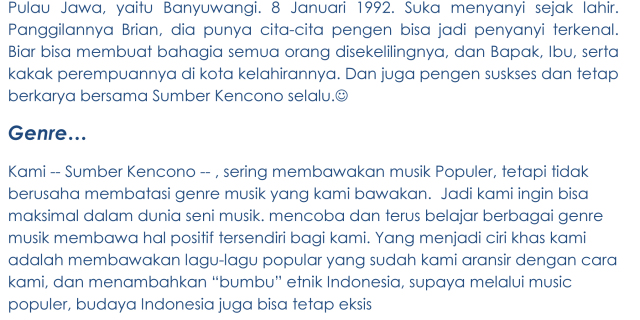 Pulau Jawa, yaitu Banyuwangi. 8 Januari 1992. Suka menyanyi sejak lahir.
Panggilannya Brian, dia punya cita-cita pengen bisa jadi penyanyi terkenal.
Biar bisa membuat bahagia semua orang disekelilingnya, dan Bapak, Ibu, serta
kakak perempuannya di kota kelahirannya. Dan juga pengen suskses dan tetap
berkarya bersama Sumber Kencono selalu.☺
Genre...
Kami -- Sumber Kencono -- , sering membawakan musik Populer, tetapi tidak
berusaha membatasi genre musik yang kami bawakan.  Jadi kami ingin bisa
maksimal dalam dunia seni musik. mencoba dan terus belajar berbagai genre
musik membawa hal positif tersendiri bagi kami. Yang menjadi ciri khas kami
adalah membawakan lagu-lagu popular yang sudah kami aransir dengan cara
kami, dan menambahkan “bumbu” etnik Indonesia, supaya melalui music
populer, budaya Indonesia juga bisa tetap eksis